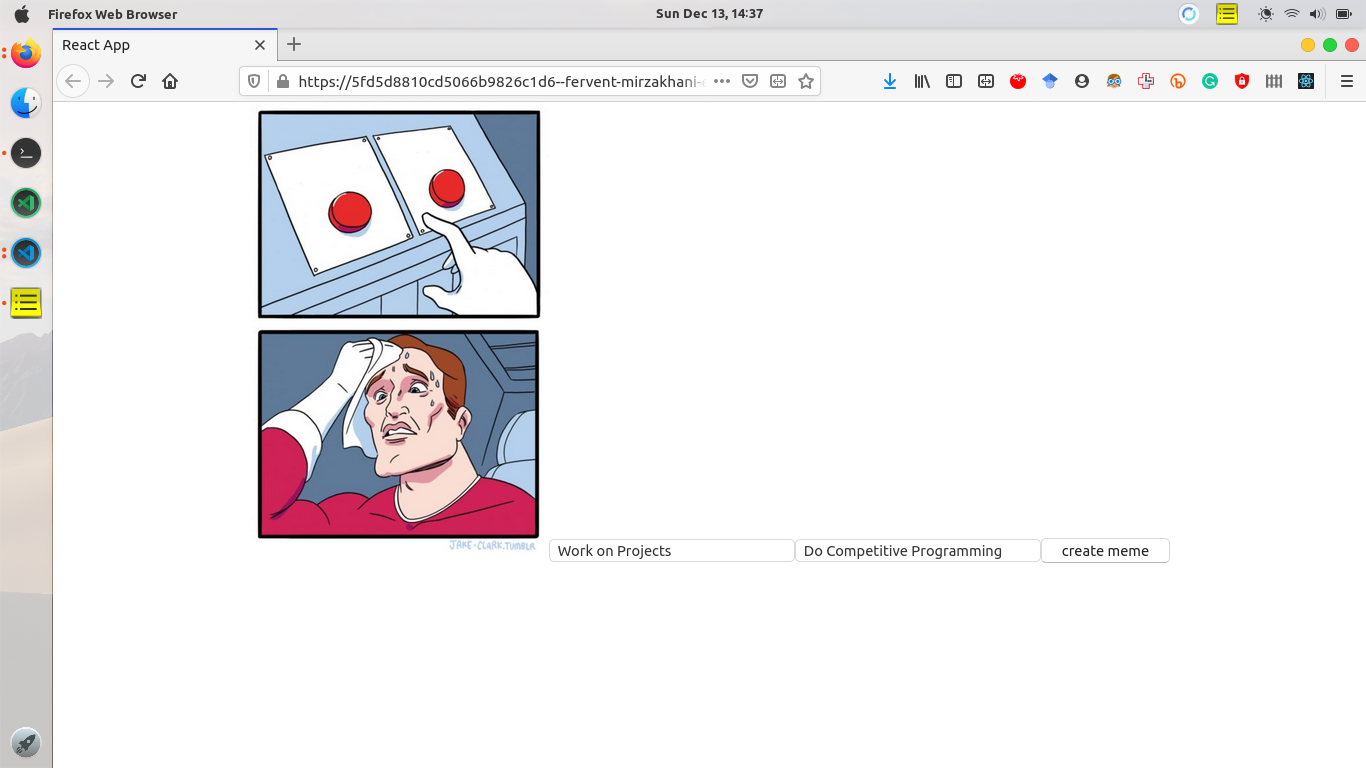 Firefox Web Browser
Sun Dec 13, 14:37
React App
https://5fd5d8810cd5066b9826c1d6--fervent-mirzakhani-
JAKE-CLARK.TUMBLR
Work on Projects
Do Competitive Programming
create meme